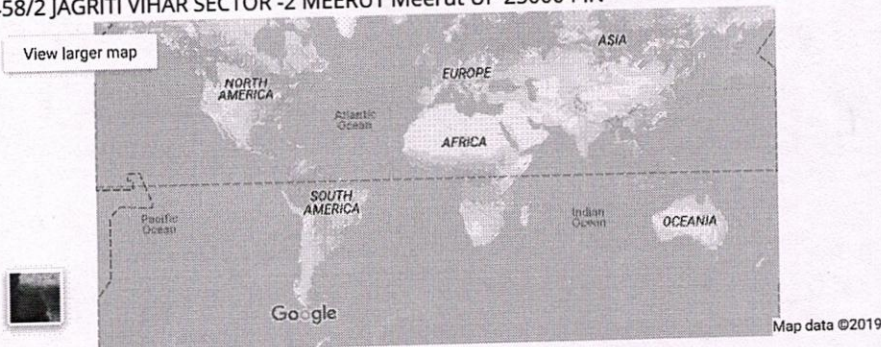 58/2 JAGRITI VIHAR SECTOR -2 MEERUT Meerut UP
View larger map
ASIA
EUROPE
NORTH
AMERICA
Atlantic
Ocean
AFRICA
SOUTH
AMERICA
Pacific
Ocean
Indian
Ocean
OCEANIA
Google
Map data ©2019